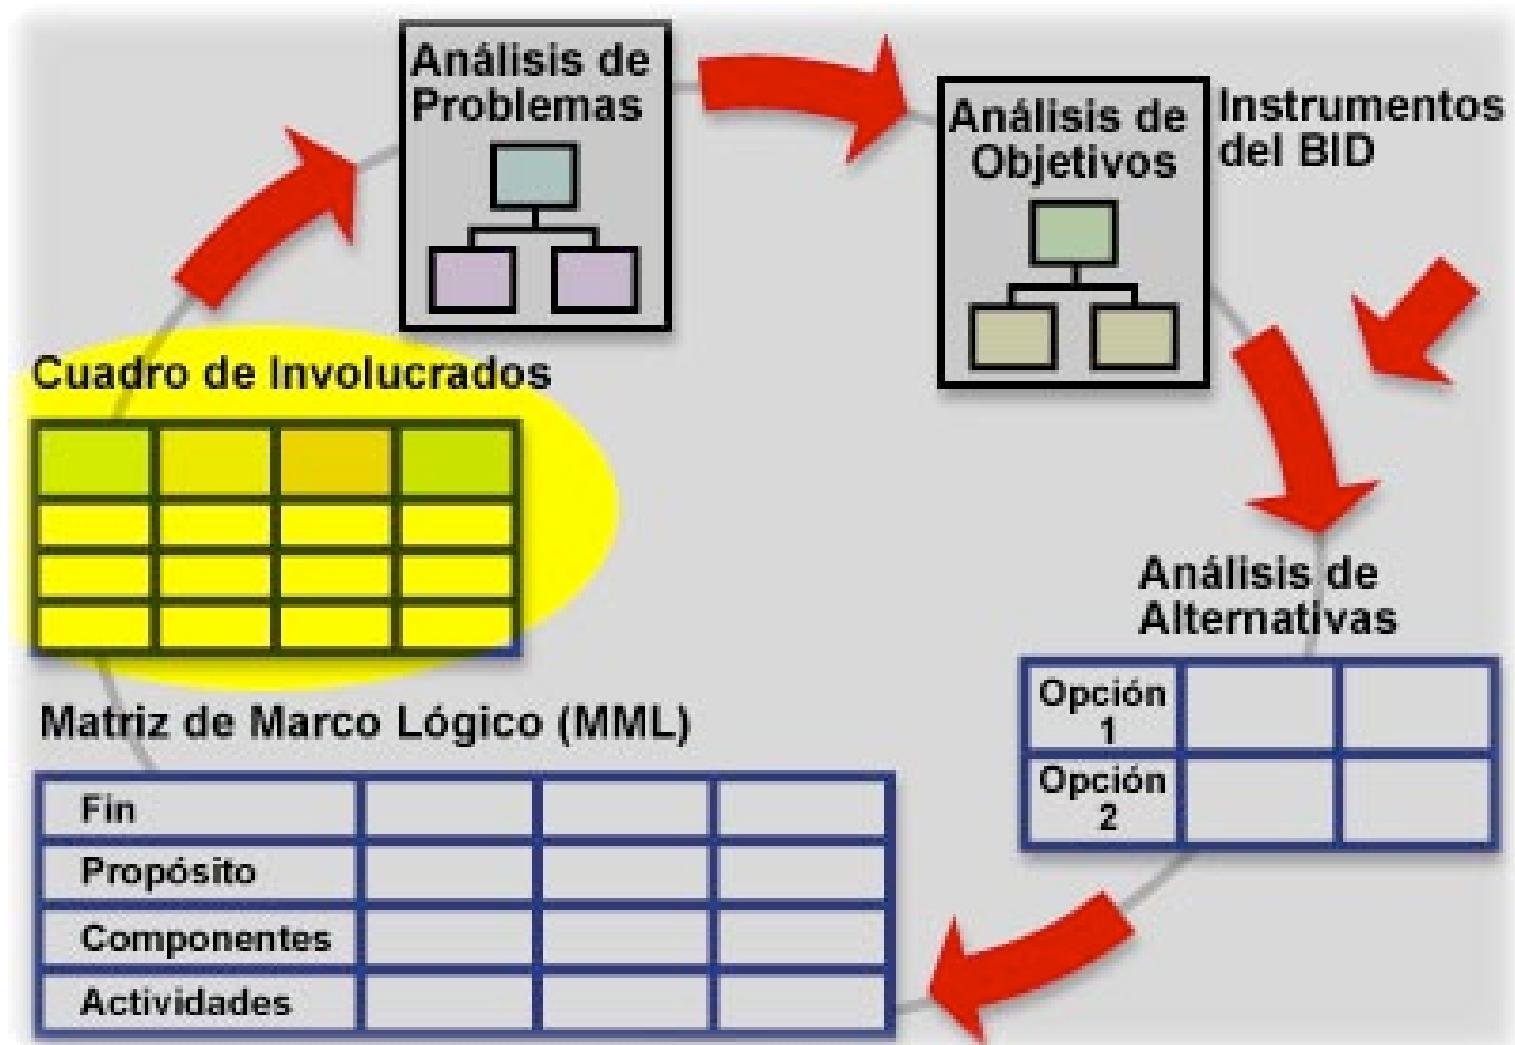 Análisis de
Problemas
Análisis de
Objetivos
Instrumentos
del BID
Cuadro de Involucrados
Análisis de
Alternativas
Opción
1
Opción
2
Matriz de Marco Lógico (MML)
Fin
Propósito
Componentes
Actividades